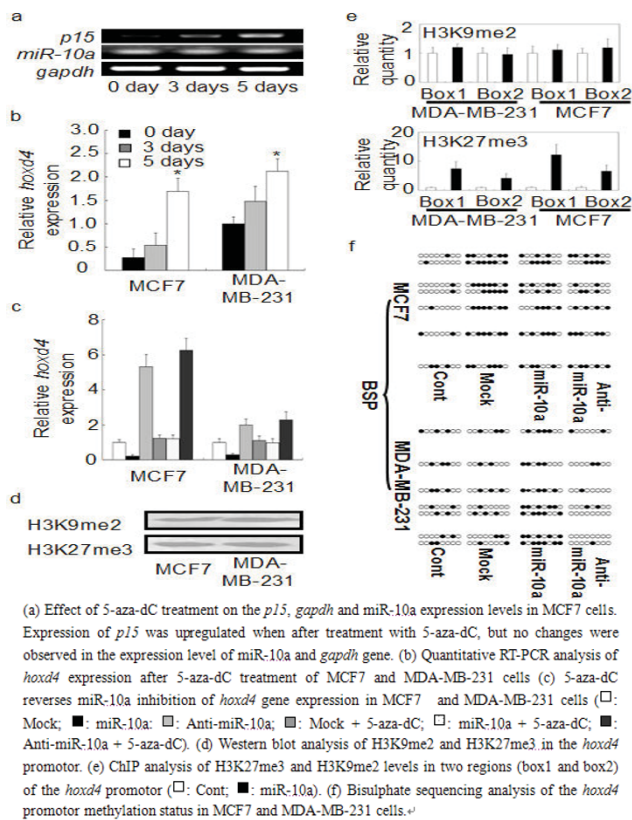 a
p15
miR-10a
gapdh
0 day 3 days 5 days
b
Relative hoxd4
expression
3.0
2.5
2.0
1.5
1.0
0.5
0
0 day
3 days
5 days
*
*
MCF7
MDA-
MB-231
c
Relative hoxd4
expression
8
6
4
2
0
MCF7
MDA-
MB-231
d
H3K9me2
H3K27me3
MCF7
MDA-
MB-231
e
H3K9me2
Relative
quantity
2
1
0
Box1 Box2 Box1 Box2
MDA-MB-231 MCF7
H3K27me3
Relative
quantity
20
10
0
Box1 Box2 Box1 Box2
MDA-MB-231 MCF7
f
MCF7
BSP
MDA-MB-231
Cont
Mock
miR-10a
Anti-
miR-10a
Cont
Mock
miR-10a
Anti-
miR-10a
(a) Effect of 5-aza-dC treatment on the p15, gapdh and miR-10a expression levels in MCF7 cells.
Expression of p15 was upregulated when after treatment with 5-aza-dC, but no changes were
observed in the expression level of miR-10a and gapdh gene. (b) Quantitative RT-PCR analysis of
hoxd4 expression after 5-aza-dC treatment of MCF7 and MDA-MB-231 cells (c) 5-aza-dC
reverses miR-10a inhibition of hoxd4 gene expression in MCF7 and MDA-MB-231 cells (□:
Mock; ■: miR-10a: ■: Anti-miR-10a; ■: Mock + 5-aza-dC; □: miR-10a + 5-aza-dC; ■:
Anti-miR-10a + 5-aza-dC). (d) Western blot analysis of H3K9me2 and H3K27me3 in the hoxd4
promotor. (e) ChIP analysis of H3K27me3 and H3K9me2 levels in two regions (box1 and box2)
of the hoxd4 promotor (□: Cont; ■: miR-10a). (f) Bisulphate sequencing analysis of the hoxd4
promotor methylation status in MCF7 and MDA-MB-231 cells.↵